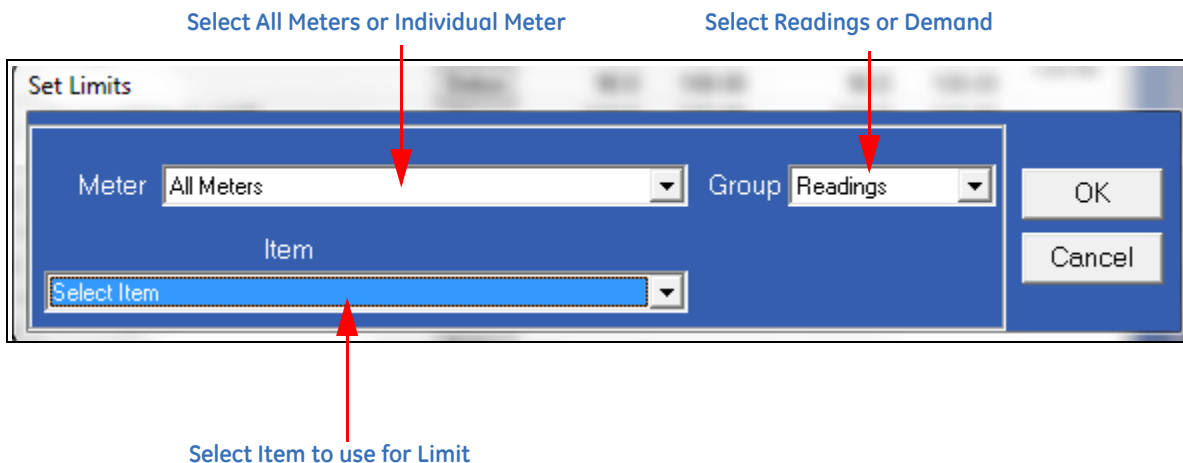 Select All Meters or Individual Meter
Select Readings or Demand
Set Limits
Meter All Meters Group Readings OK
Item Cancel
Select Item
Select Item to use for Limit